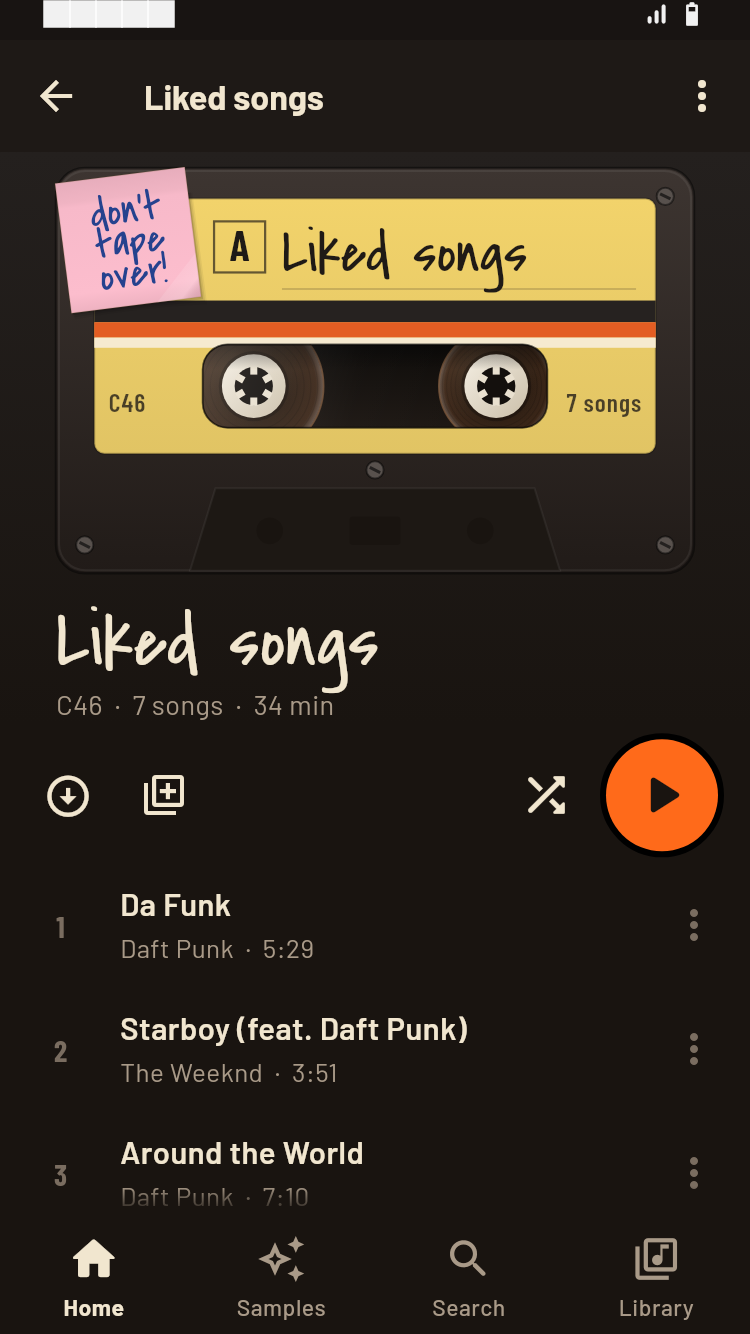 Liked songs
don't
tape
over!
A Liked songs
C46
7 songs
Liked songs
C46 · 7 songs · 34 min
1
Da Funk
Daft Punk · 5:29
2
Starboy (feat. Daft Punk)
The Weeknd · 3:51
3
Around the World
Daft Punk · 7:10
Home
Samples
Search
Library